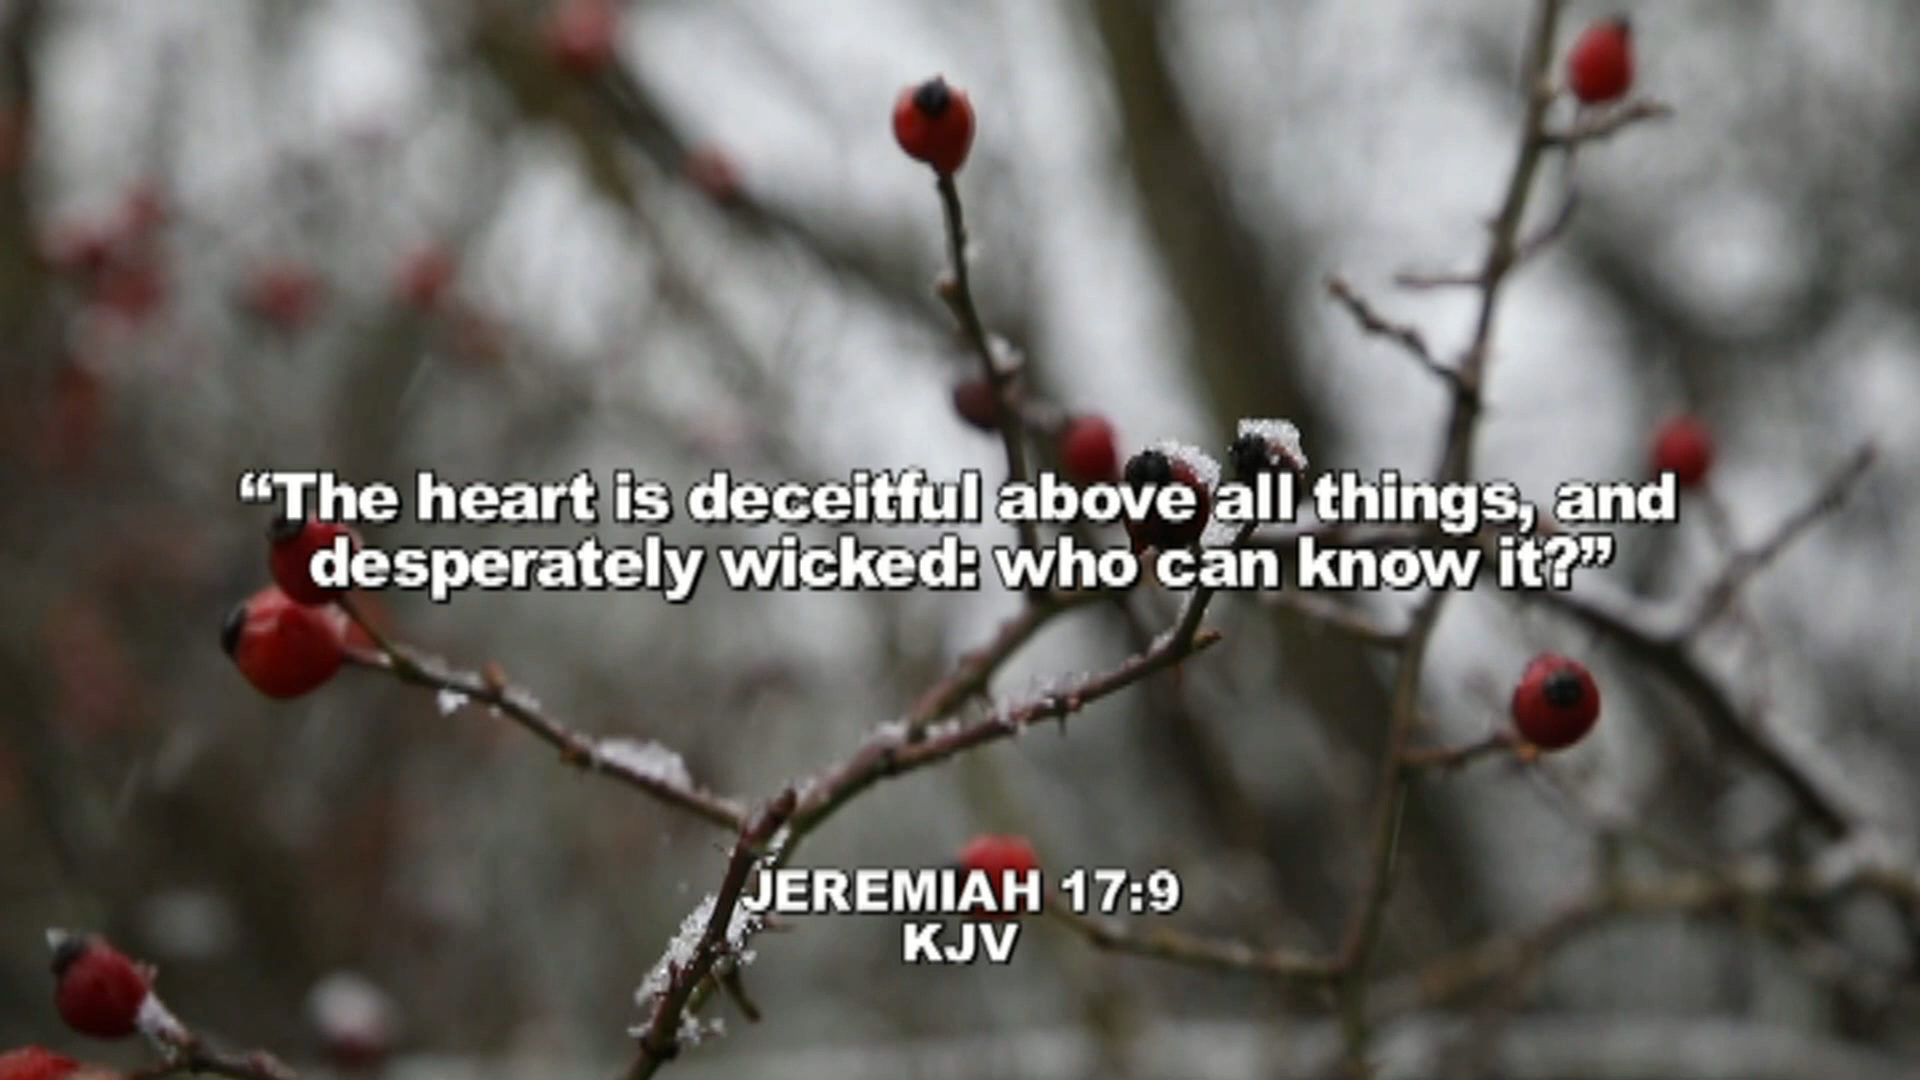 “The heart is deceitful above all things, and
desperately wicked: who can know it?”
JEREMIAH 17:9
KJV